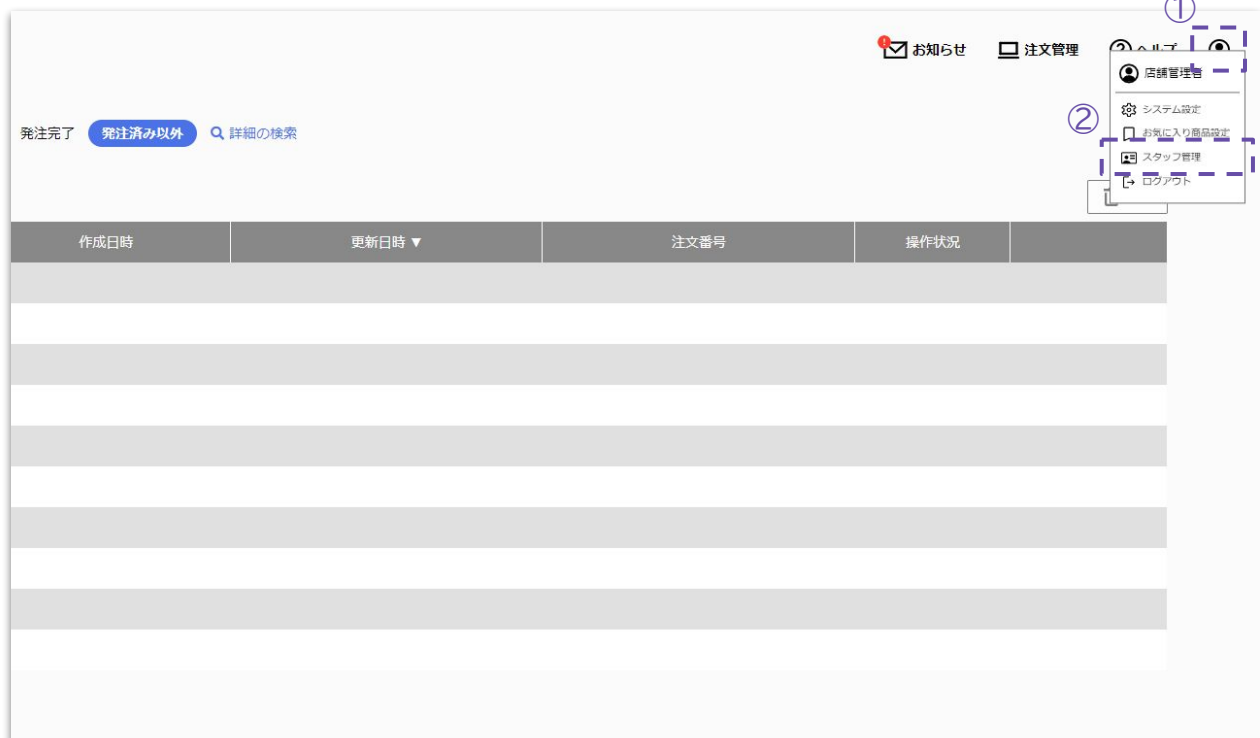 ①
お知らせ 注文管理 ヘルプ
店舗管理者
②
システム設定
お気に入り商品設定
スタッフ管理
ログアウト
発注完了 発注済み以外 詳細の検索
作成日時 更新日時 ▼ 注文番号 操作状況